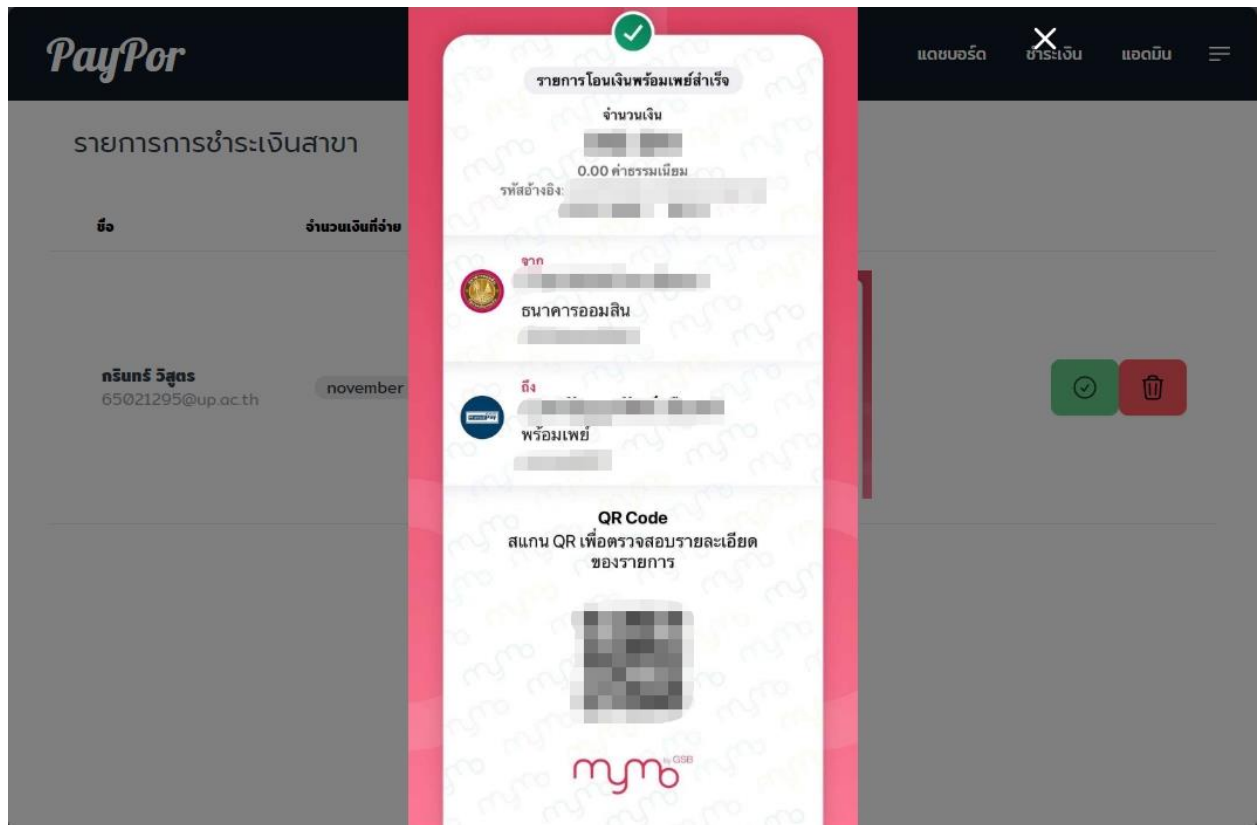 PayPor
แดชบอร์ด
ชำระเงิน
แอดมิน
รายการการชำระเงินสาขา
ชื่อ
จำนวนเงินที่จ่าย
กรินทร์ วิสูตร
65021295@up.ac.th
november
รายการโอนเงินพร้อมเพย์สำเร็จ
จำนวนเงิน
0.00 ค่าธรรมเนียม
รหัสอ้างอิง:
จาก
ธนาคารออมสิน
ถึง
พร้อมเพย์
QR Code
สแกน QR เพื่อตรวจสอบรายละเอียด
ของรายการ
mymo by GSB